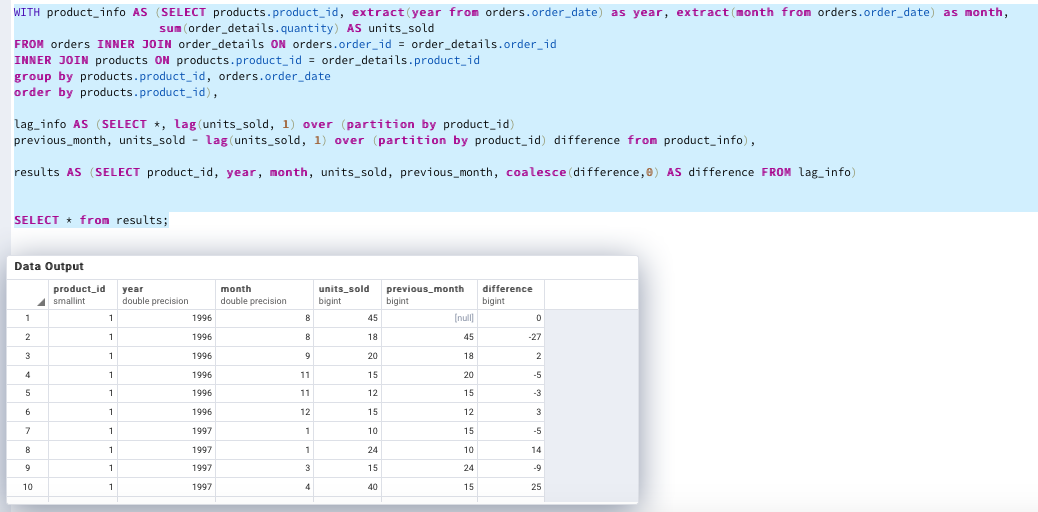 WITH product_info AS (SELECT products.product_id, extract(year from orders.order_date) as year, extract(month from orders.order_date) as month,
sum(order_details.quantity) AS units_sold
FROM orders INNER JOIN order_details ON orders.order_id = order_details.order_id
INNER JOIN products ON products.product_id = order_details.product_id
group by products.product_id, orders.order_date
order by products.product_id),
lag_info AS (SELECT *, lag(units_sold, 1) over (partition by product_id)
previous_month, units_sold - lag(units_sold, 1) over (partition by product_id) difference from product_info),
results AS (SELECT product_id, year, month, units_sold, previous_month, coalesce(difference,0) AS difference FROM lag_info)
SELECT * from results;
Data Output
product_id year month units_sold previous_month difference
smallint double precision double precision bigint bigint bigint
1 1 1996 8 45 [null] 0
2 1 1996 8 18 45 -27
3 1 1996 9 20 18 2
4 1 1996 11 15 20 -5
5 1 1996 11 12 15 -3
6 1 1996 12 15 12 3
7 1 1997 1 10 15 -5
8 1 1997 1 24 10 14
9 1 1997 3 15 24 -9
10 1 1997 4 40 15 25